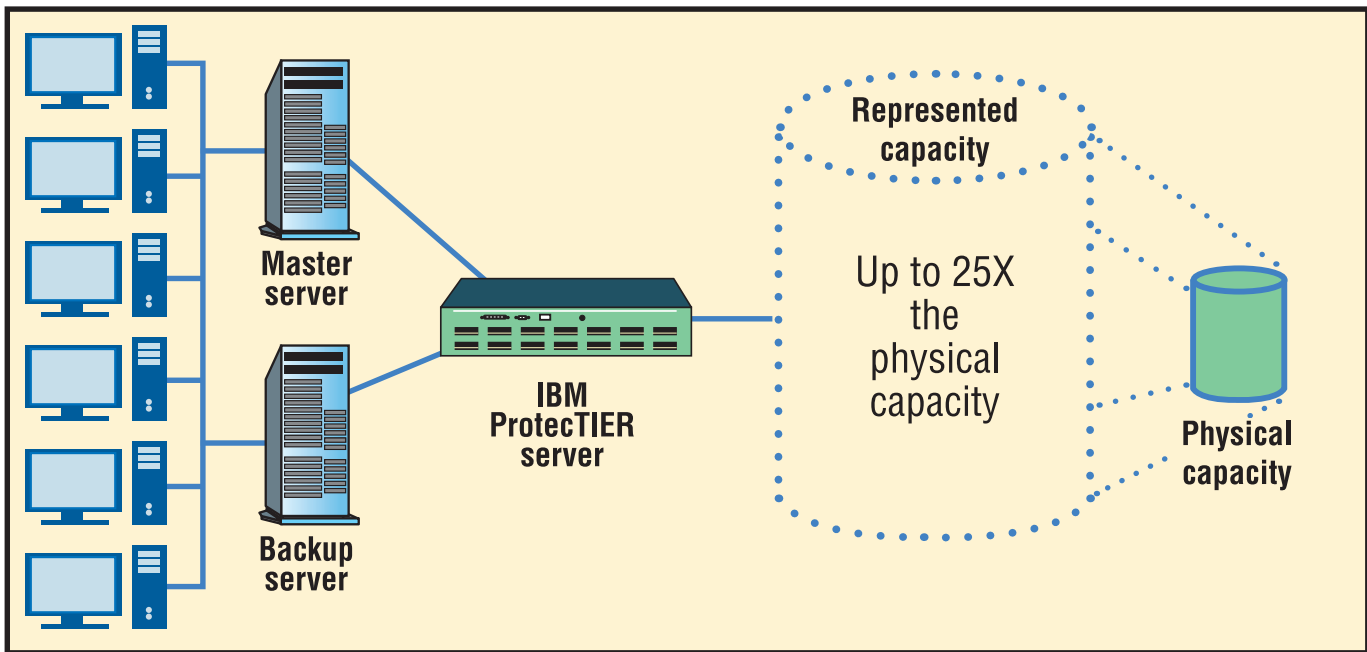 Master
server
Backup
server
IBM
ProtecTIER
server
Represented
capacity
Up to 25X
the
physical
capacity
Physical
capacity